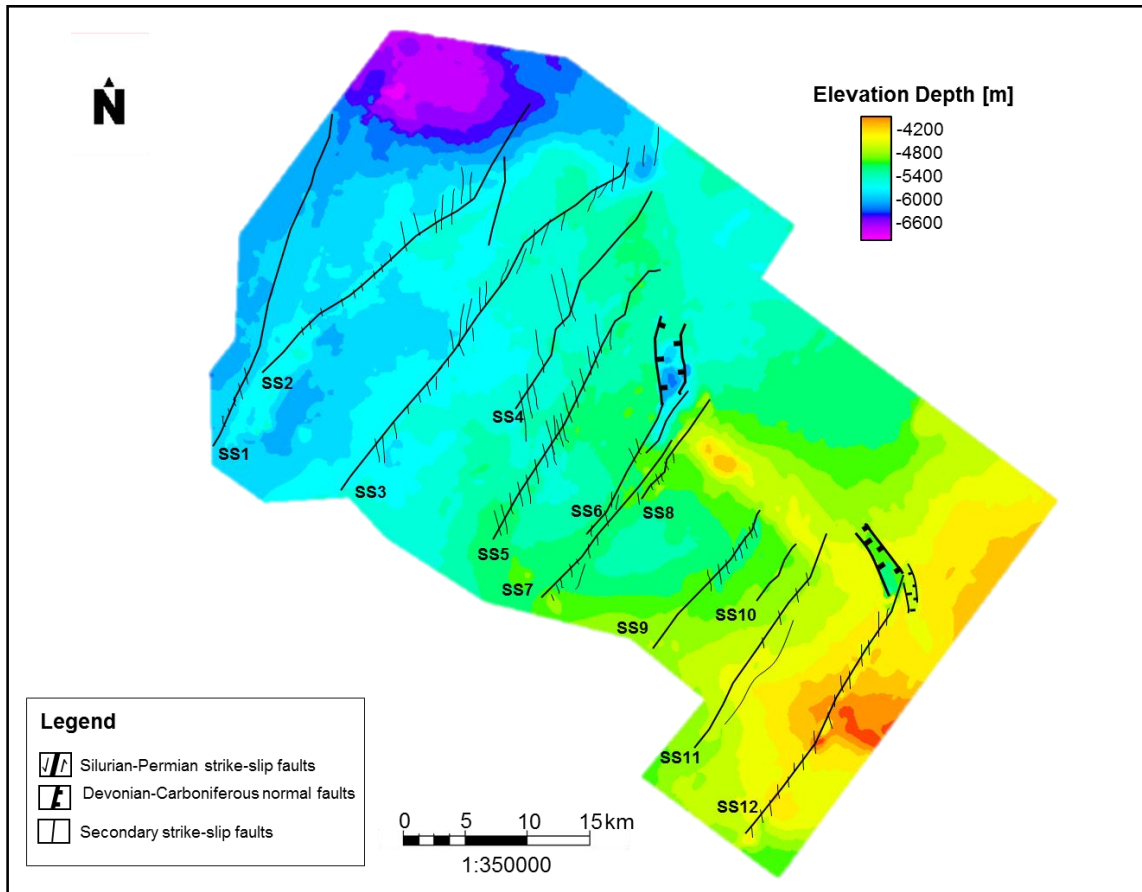 N
Elevation Depth [m]
-4200
-4800
-5400
-6000
-6600
SS1
SS2
SS3
SS4
SS5
SS6
SS7
SS8
SS9
SS10
SS11
SS12
Legend
Silurian-Permian strike-slip faults
Devonian-Carboniferous normal faults
Secondary strike-slip faults
0 5 10 15km
1:350000